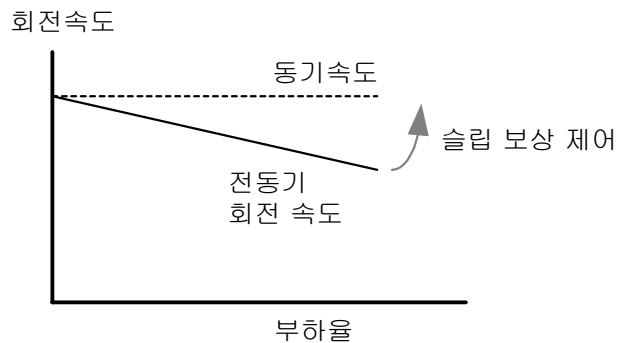 회전속도
동기속도
슬립 보상 제어
전동기
회전 속도
부하율